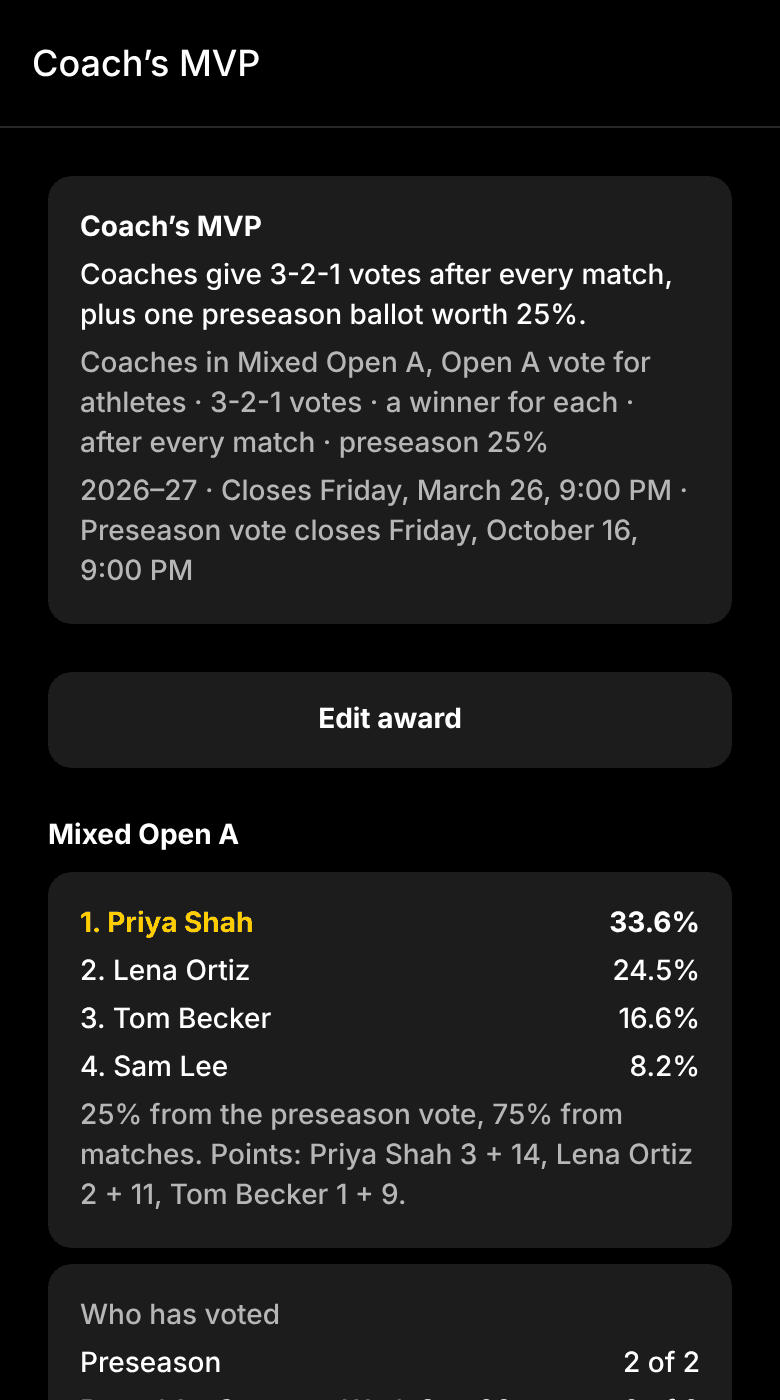 Coach’s MVP
Coach’s MVP
Coaches give 3-2-1 votes after every match,
plus one preseason ballot worth 25%.
Coaches in Mixed Open A, Open A vote for
athletes · 3-2-1 votes · a winner for each ·
after every match · preseason 25%
2026–27 · Closes Friday, March 26, 9:00 PM ·
Preseason vote closes Friday, October 16,
9:00 PM
Edit award
Mixed Open A
1. Priya Shah 33.6%
2. Lena Ortiz 24.5%
3. Tom Becker 16.6%
4. Sam Lee 8.2%
25% from the preseason vote, 75% from
matches. Points: Priya Shah 3 + 14, Lena Ortiz
2 + 11, Tom Becker 1 + 9.
Who has voted
Preseason 2 of 2